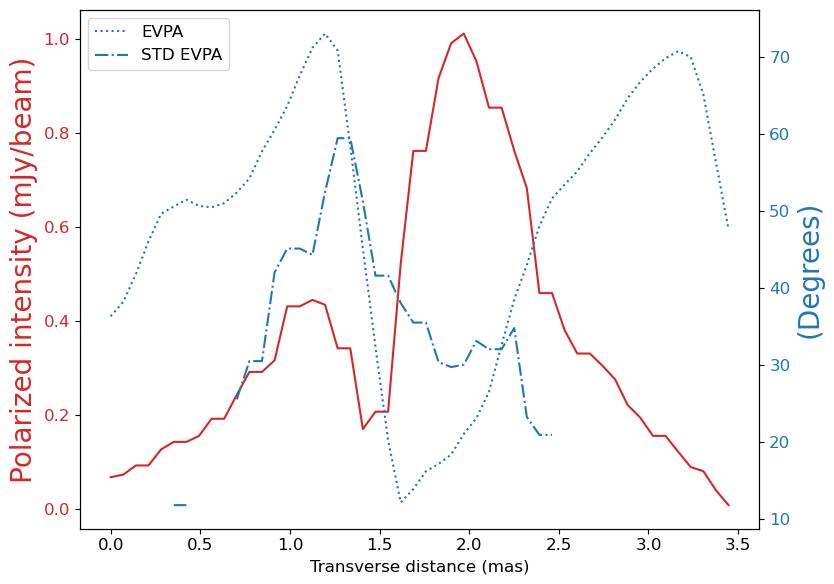 EVPA
STD EVPA
Polarized intensity (mJy/beam)
1.0
0.8
0.6
0.4
0.2
0.0
70
60
50
40
30
20
10
(Degrees)
0.0 0.5 1.0 1.5 2.0 2.5 3.0 3.5
Transverse distance (mas)